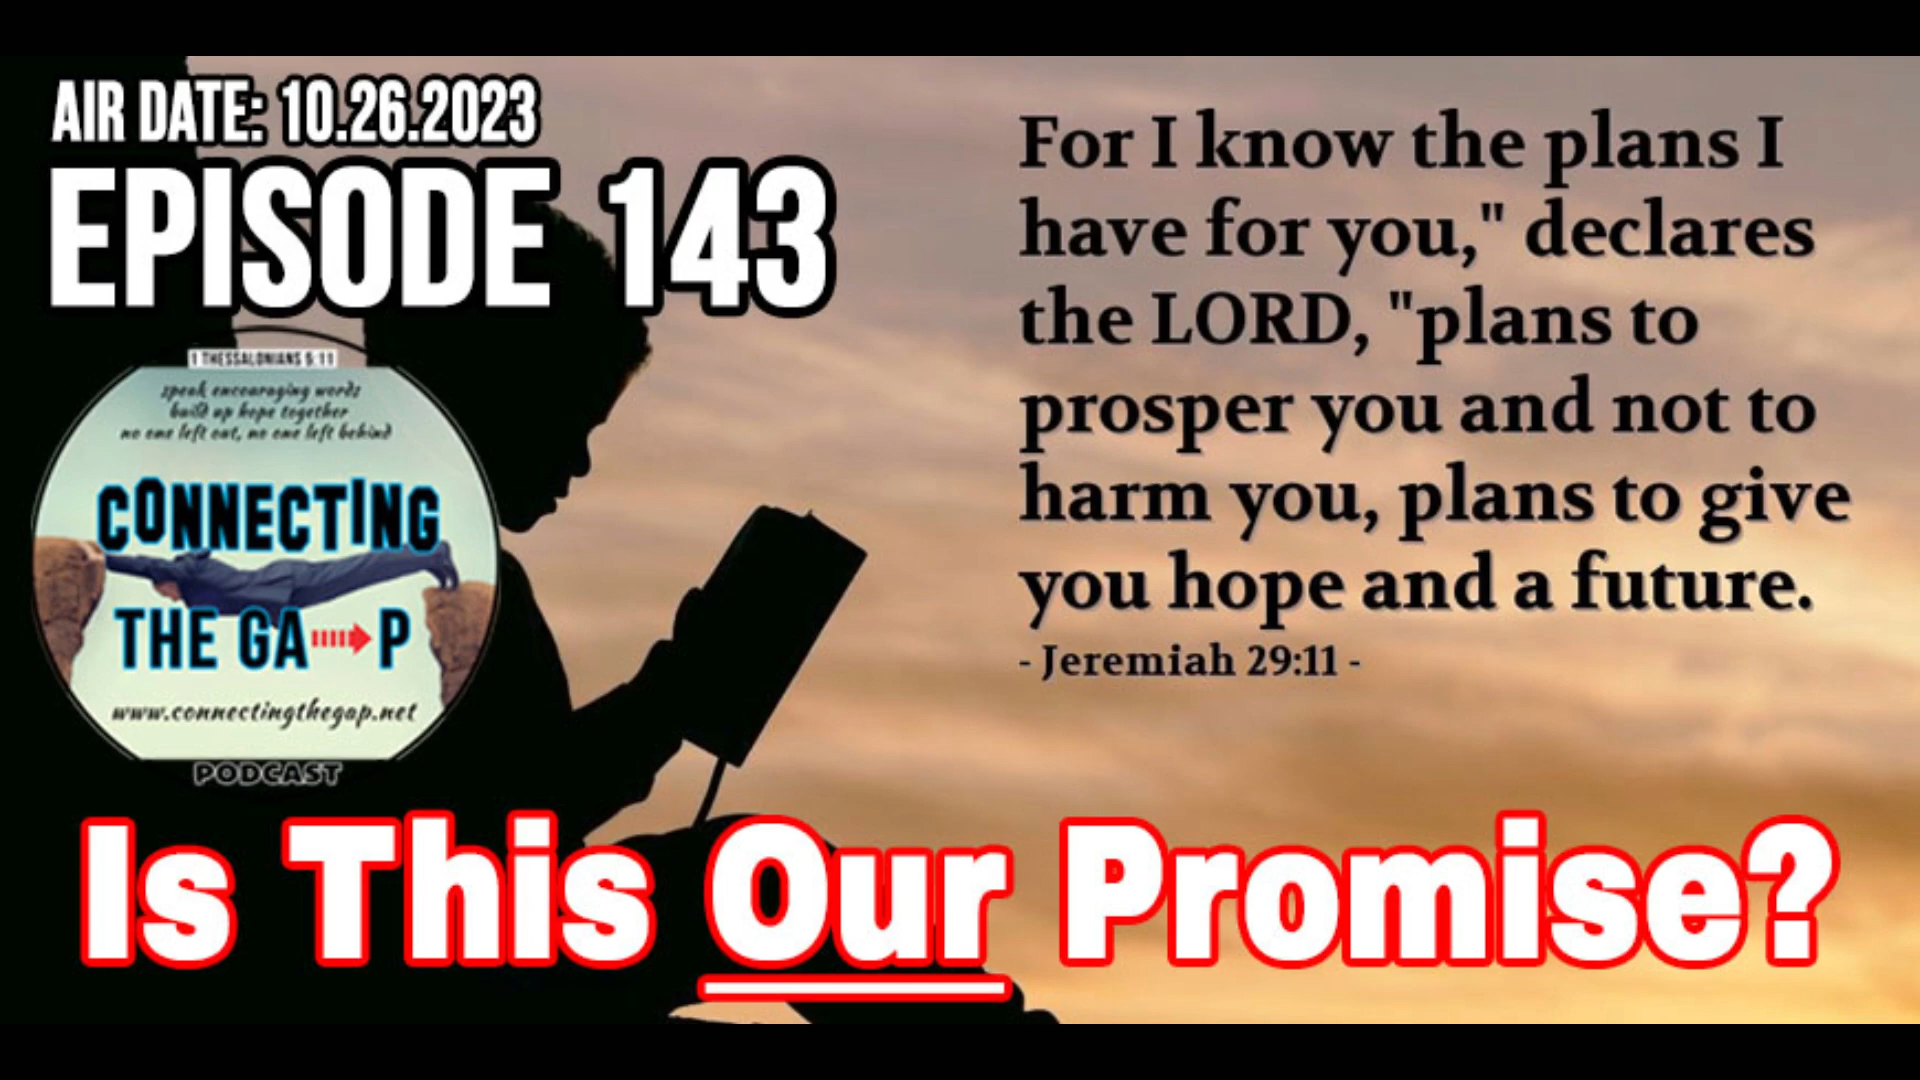 AIR DATE: 10.26.2023
EPISODE 143
1 THESSALONIANS 5:11
speak encouraging words
build up hope together
no one left out, no one left behind
CONNECTING
THE GAP
www.connectingthegap.net
PODCAST
For I know the plans I
have for you," declares
the LORD, "plans to
prosper you and not to
harm you, plans to give
you hope and a future.
- Jeremiah 29:11 -
Is This Our Promise?